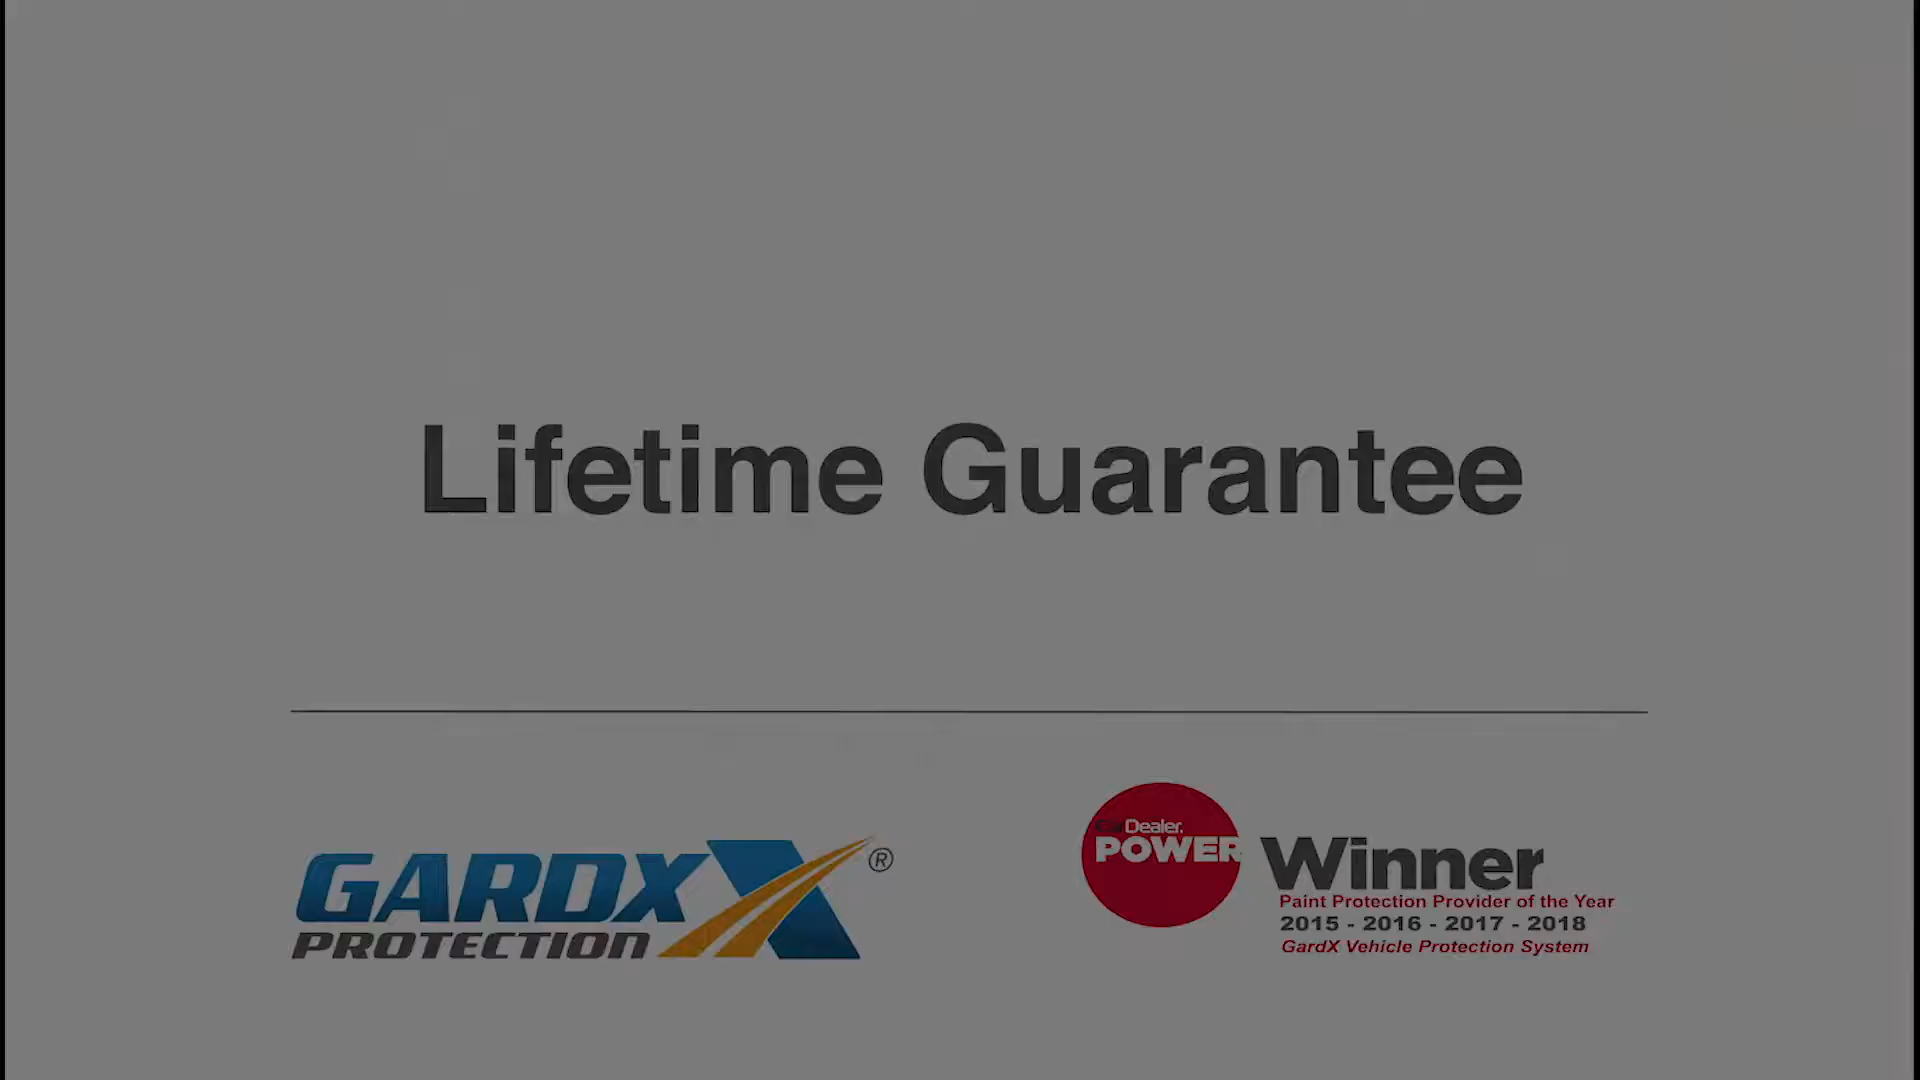 Lifetime Guarantee
GARDX
PROTECTION
®
Car Dealer.
POWER
Winner
Paint Protection Provider of the Year
2015 - 2016 - 2017 - 2018
GardX Vehicle Protection System